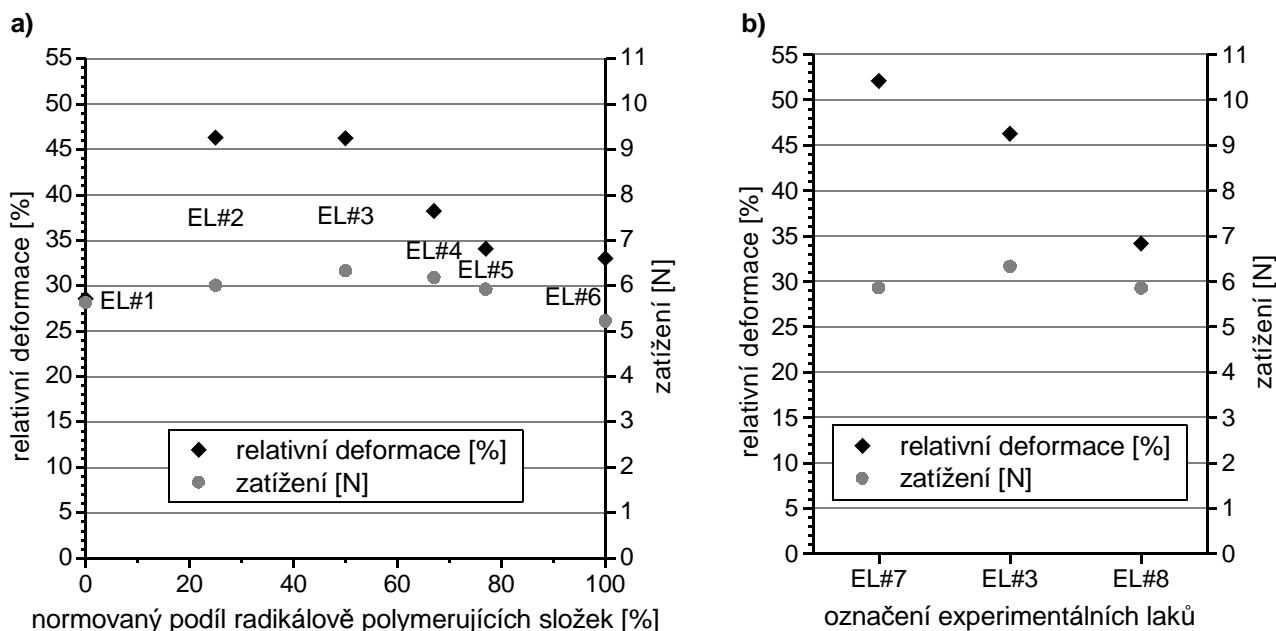 a)
55
50
45
40
35
30
25
20
15
10
5
0
relativní deformace [%]
11
10
9
8
7
6
5
4
3
2
1
0
zatížení [N]
EL#1
EL#2
EL#3
EL#4
EL#5
EL#6
relativní deformace [%]
zatížení [N]
0 20 40 60 80 100
normovaný podíl radikálově polymerujících složek [%]
b)
55
50
45
40
35
30
25
20
15
10
5
0
relativní deformace [%]
11
10
9
8
7
6
5
4
3
2
1
0
zatížení [N]
relativní deformace [%]
zatížení [N]
EL#7 EL#3 EL#8
označení experimentálních laků